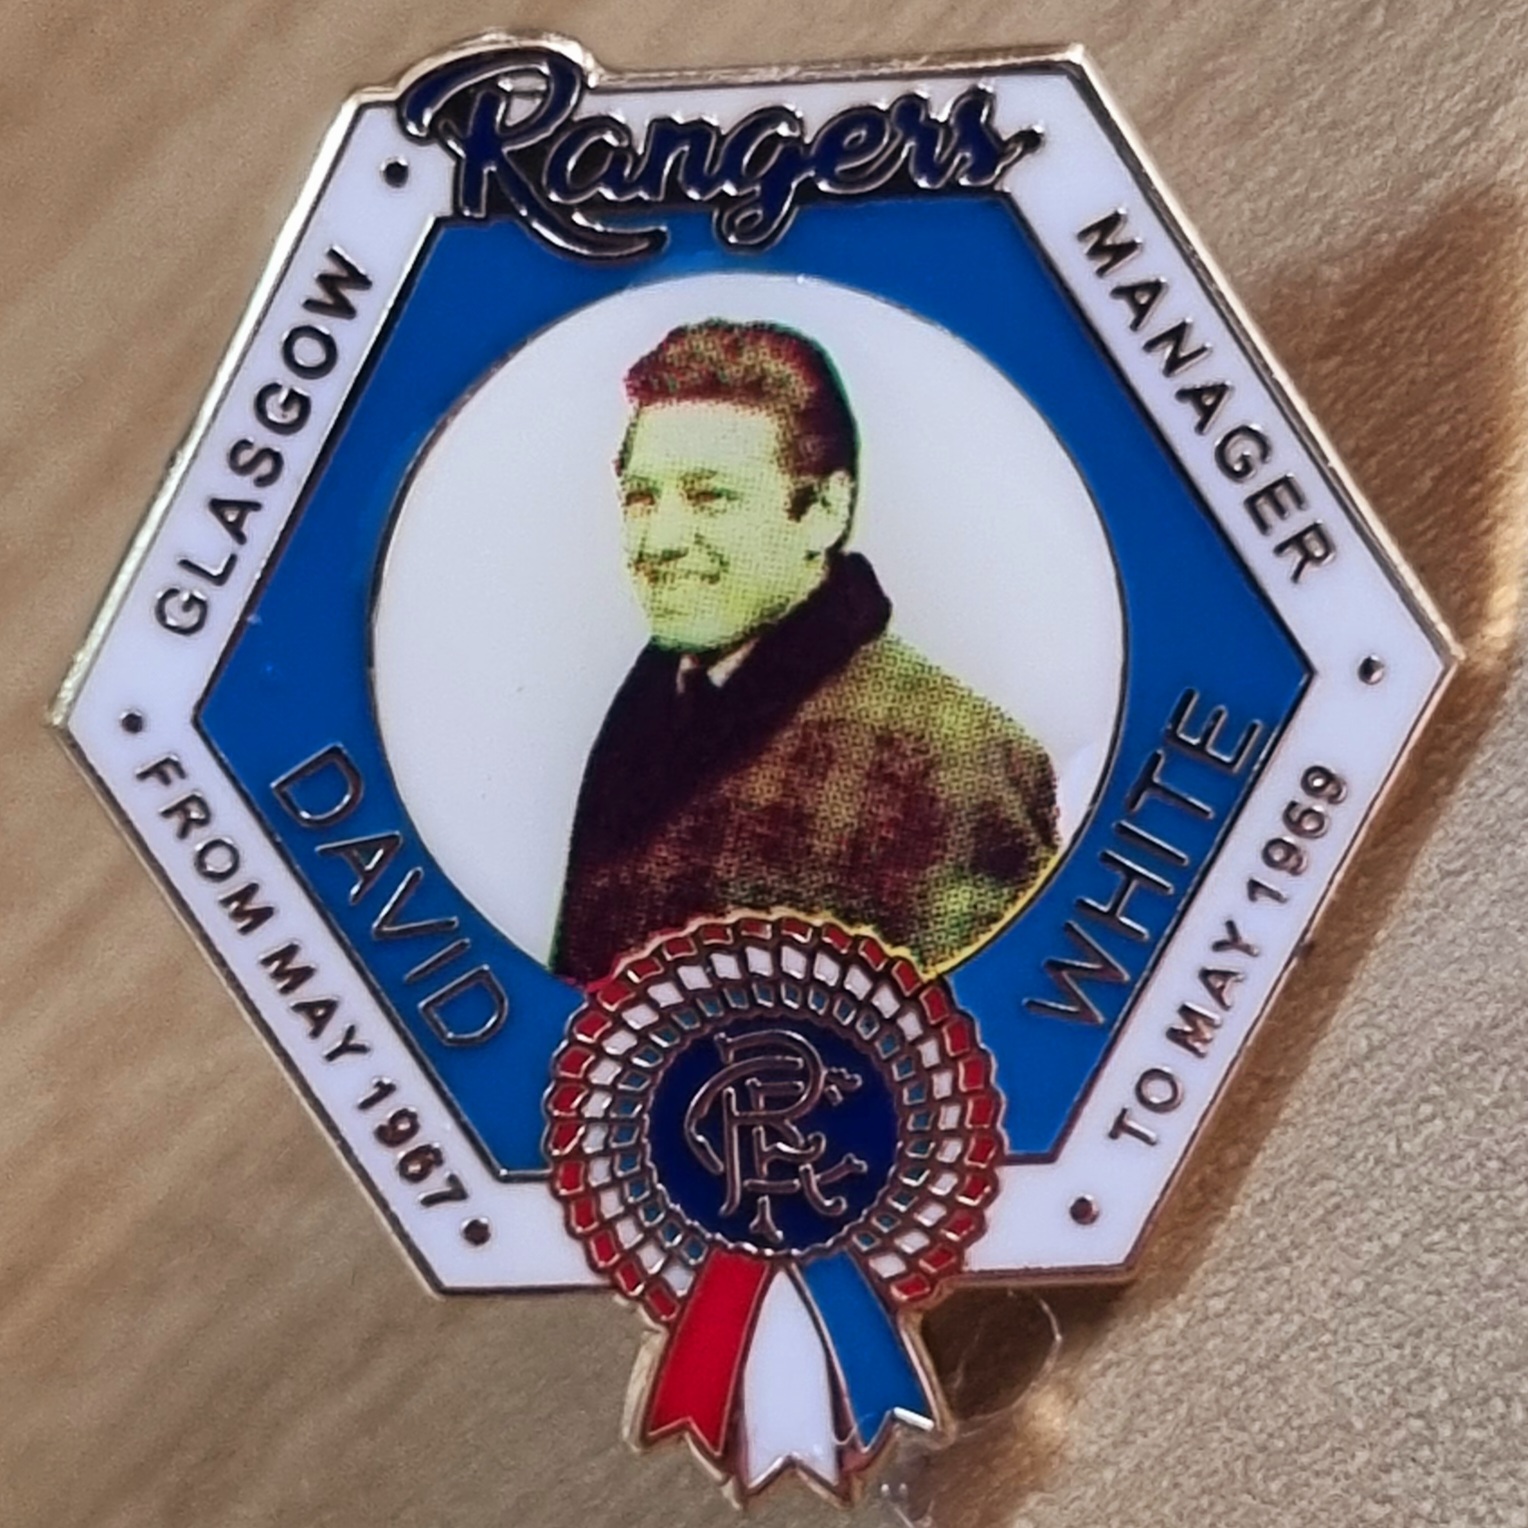 Rangers
GLASGOW
MANAGER
DAVID
WHITE
FROM MAY 1967
TO MAY 1969
RFC